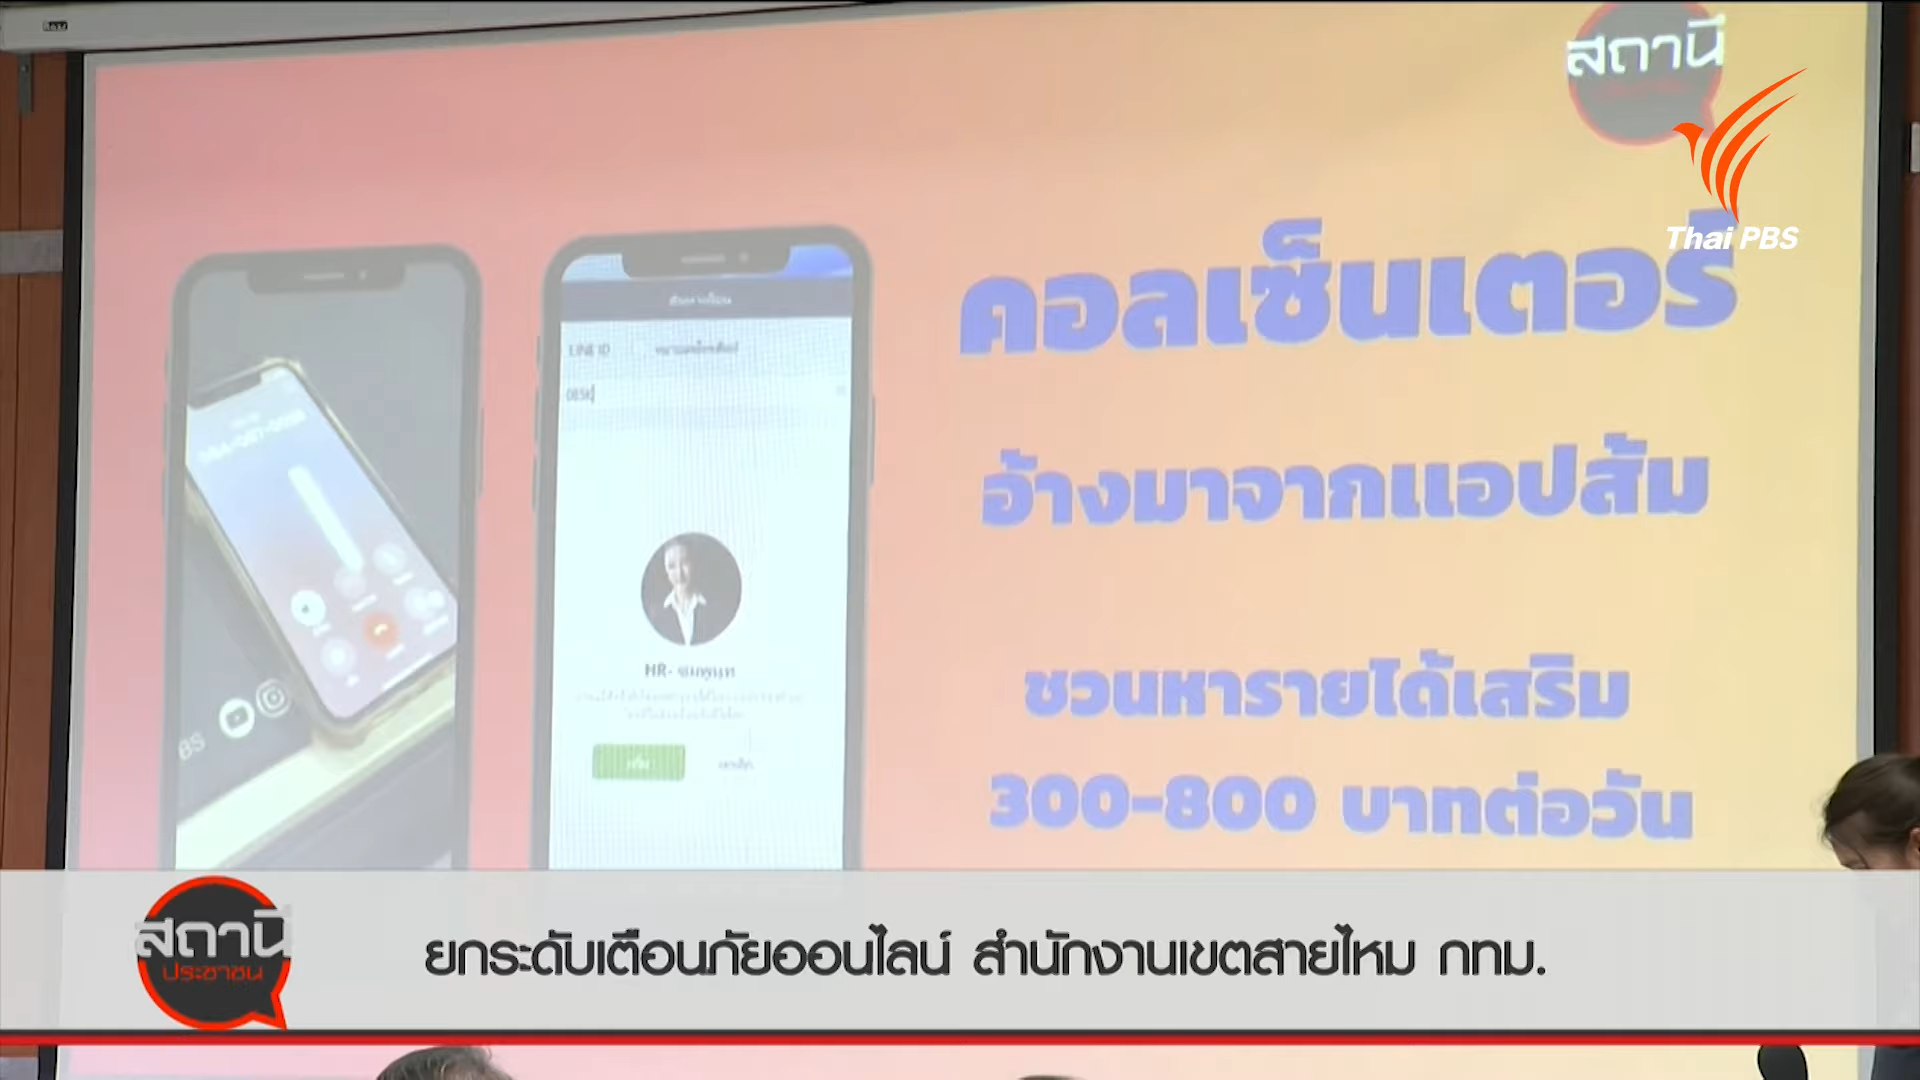 สถานี
Thai PBS
คอลเซ็นเตอร์
อ้างมาจากแอปส้ม
ชวนหารายได้เสริม
300-800 บาทต่อวัน
LINE ID
HR-
BS
สถานี
ประชาชน
ยกระดับเตือนภัยออนไลน์ สำนักงานเขตสายไหม กทม.